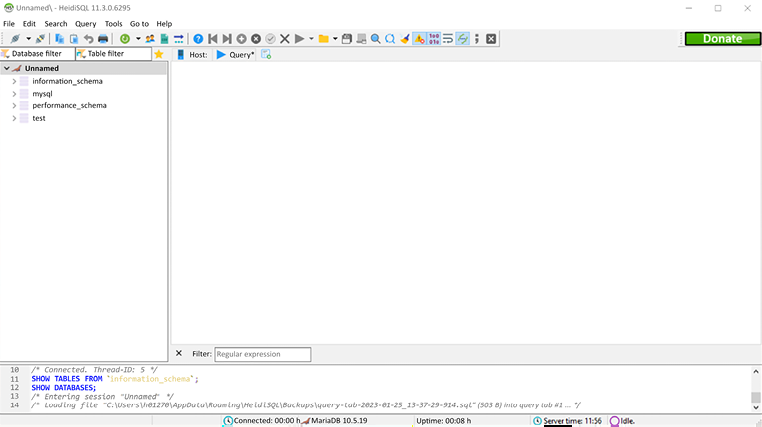 Unnamed\ - HeidiSQL 11.3.0.6295
File Edit Search Query Tools Go to Help
Donate
Database filter Table filter Host: Query*
Unnamed
information_schema
mysql
performance_schema
test
Filter: Regular expression
10 /* Connected. Thread-ID: 5 */
11 SHOW TABLES FROM `information_schema`;
12 SHOW DATABASES;
13 /* Entering session "Unnamed" */
14 /* Loading file "C:\Users\h01270\AppData\Roaming\HeidiSQL\Backups\query-tab-2023-01-25_13-37-29-914.sql" (503 B) into query tab #1 ... */
Connected: 00:00 h MariaDB 10.5.19 Uptime: 00:08 h Server time: 11:56 Idle.